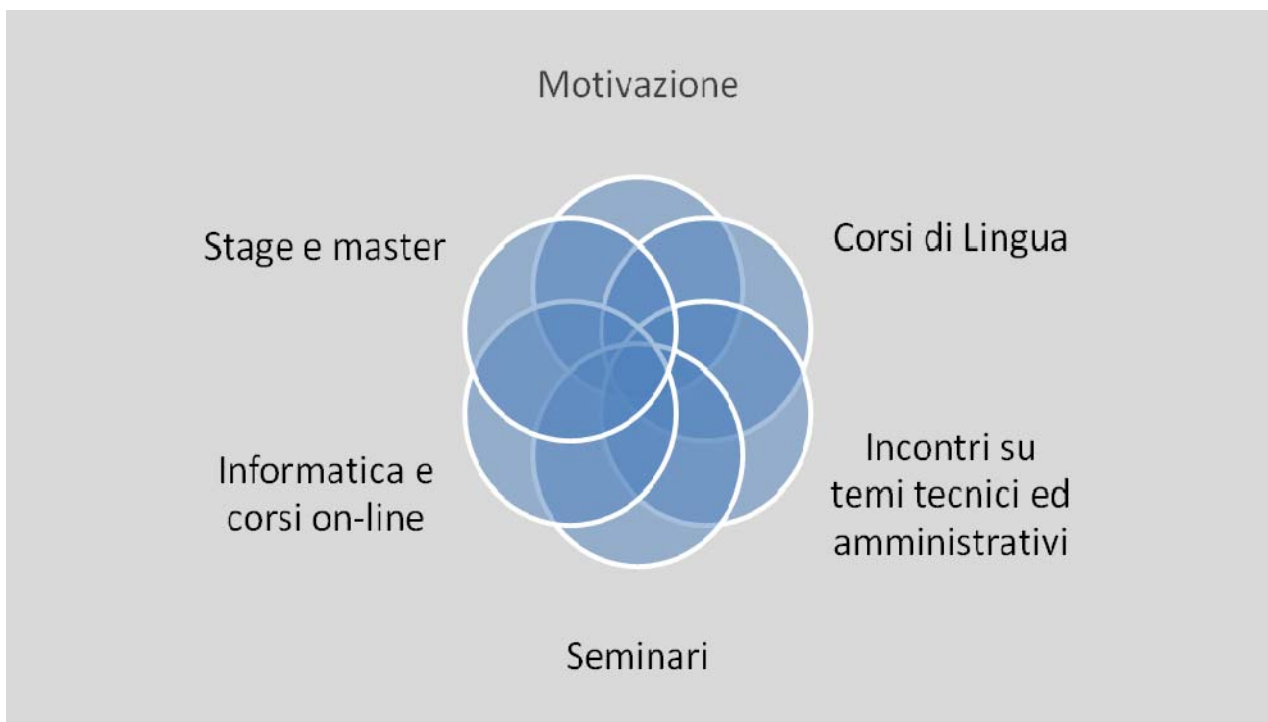 Motivazione
Stage e master
Corsi di Lingua
Informatica e
corsi on-line
Incontri su
temi tecnici ed
amministrativi
Seminari